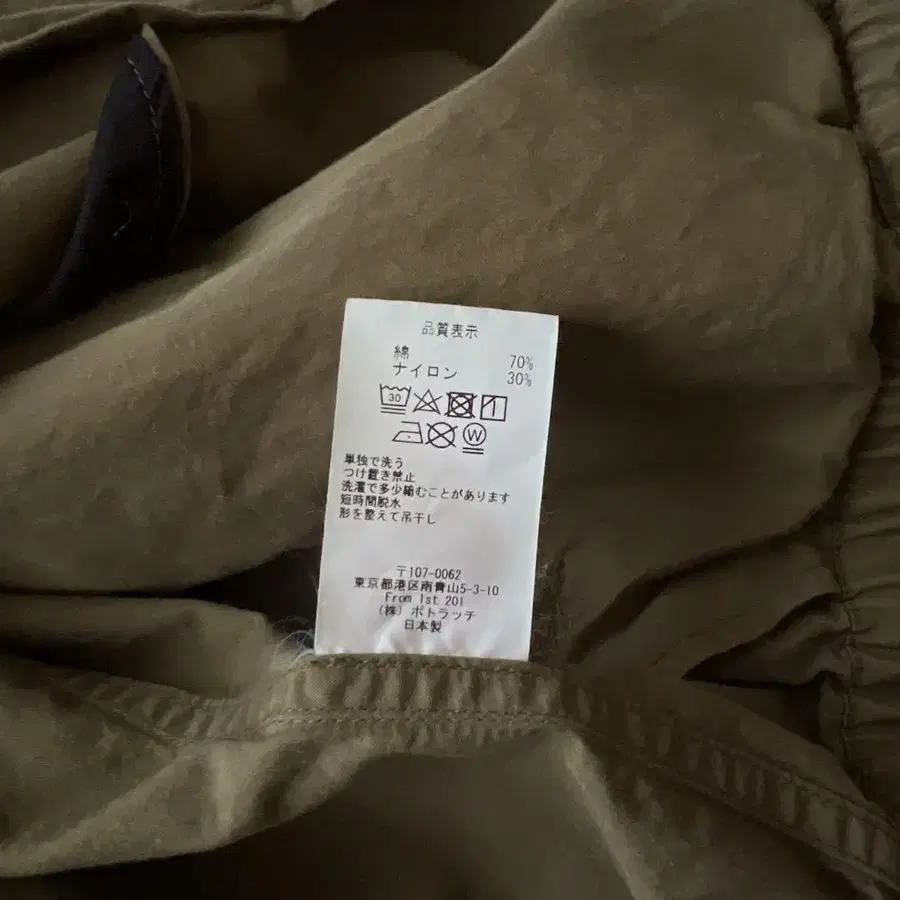 品質表示
綿 70%
ナイロン 30%
30
W
単独で洗う
つけ置き禁止
洗濯で多少縮むことがあります
短時間脱水
形を整えて吊干し
〒107-0062
東京都港区南青山5-3-10
From 1st 201
(株) ポトラッチ
日本製